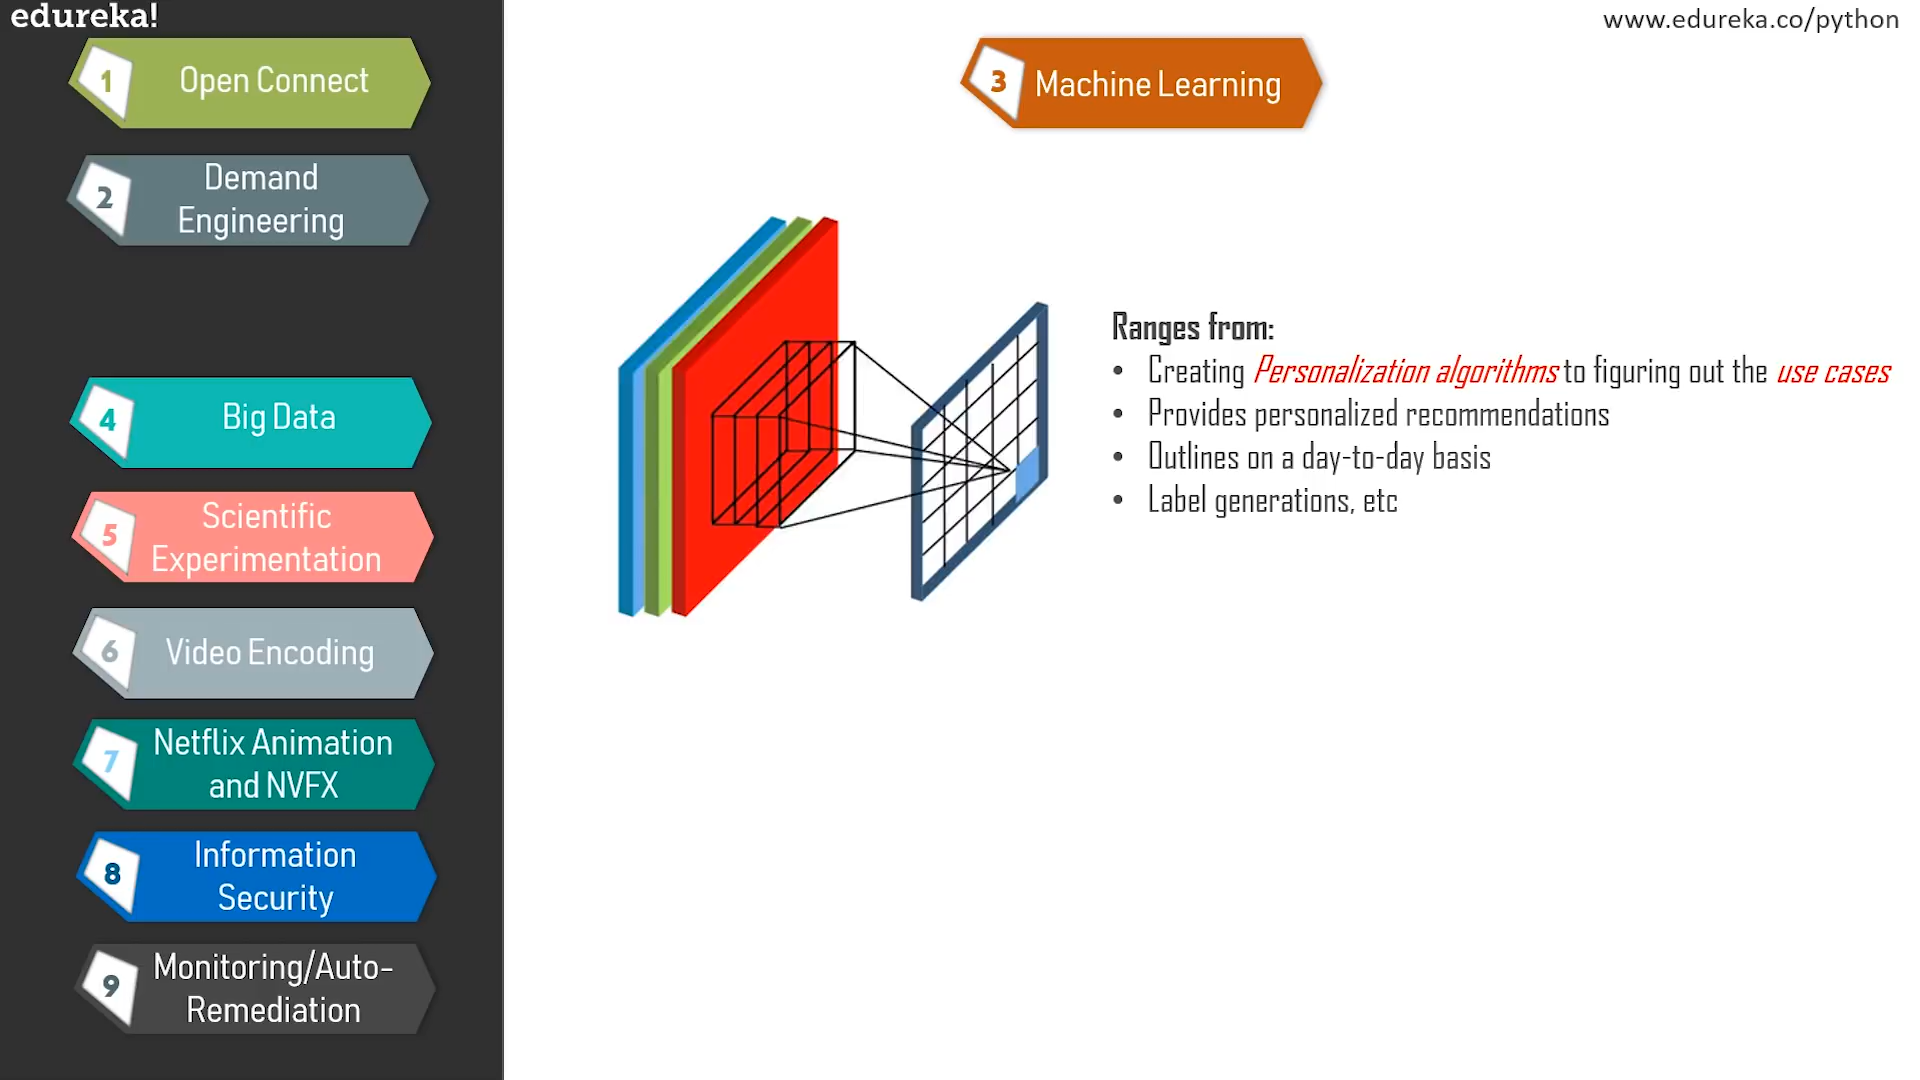 edureka!
www.edureka.co/python
1
Open Connect
2
Demand
Engineering
4
Big Data
5
Scientific
Experimentation
6
Video Encoding
7
Netflix Animation
and NVFX
8
Information
Security
9
Monitoring/Auto-
Remediation
3
Machine Learning
Ranges from:
• Creating Personalization algorithms to figuring out the use cases
• Provides personalized recommendations
• Outlines on a day-to-day basis
• Label generations, etc